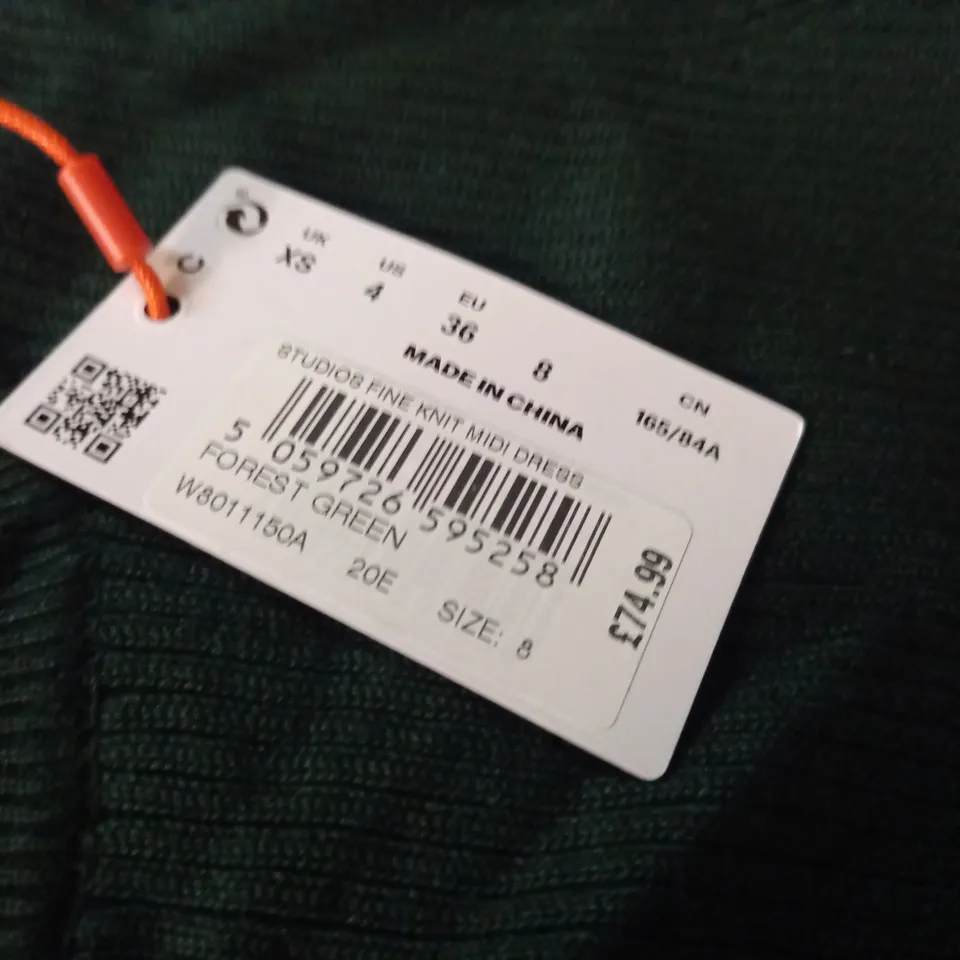 UK US EU CN
XS 4 36 8 165/84A
MADE IN CHINA
STUDIOS FINE KNIT MIDI DRESS
5 059726 595258
FOREST GREEN
W8011150A 20E SIZE: 8
£74.99